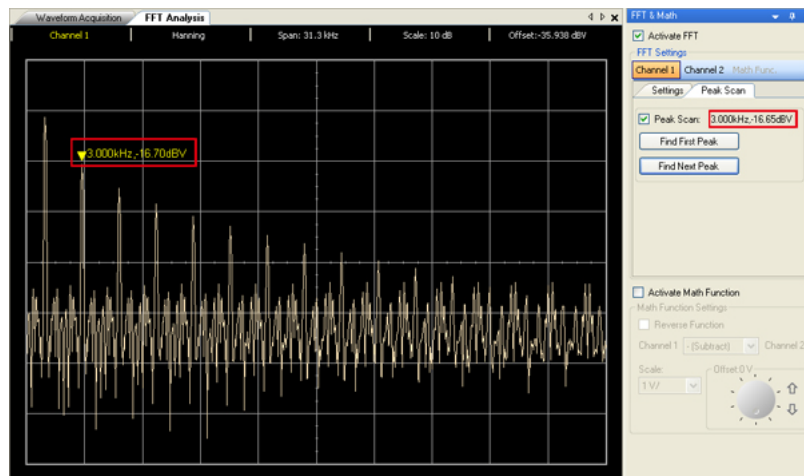 Waveform Acquisition
FFT Analysis
Channel 1
Hanning
Span: 31.3 kHz
Scale: 10 dB
Offset:-35.938 dBV
3.000kHz,-16.70dBV
FFT & Math
Activate FFT
FFT Settings
Channel 1
Channel 2
Math Func.
Settings
Peak Scan
Peak Scan:
3.000kHz,-16.65dBV
Find First Peak
Find Next Peak
Activate Math Function
Math Function Settings
Reverse Function
Channel 1
- (Subtract)
Channel 2
Scale:
Offset:0 V
1 V/